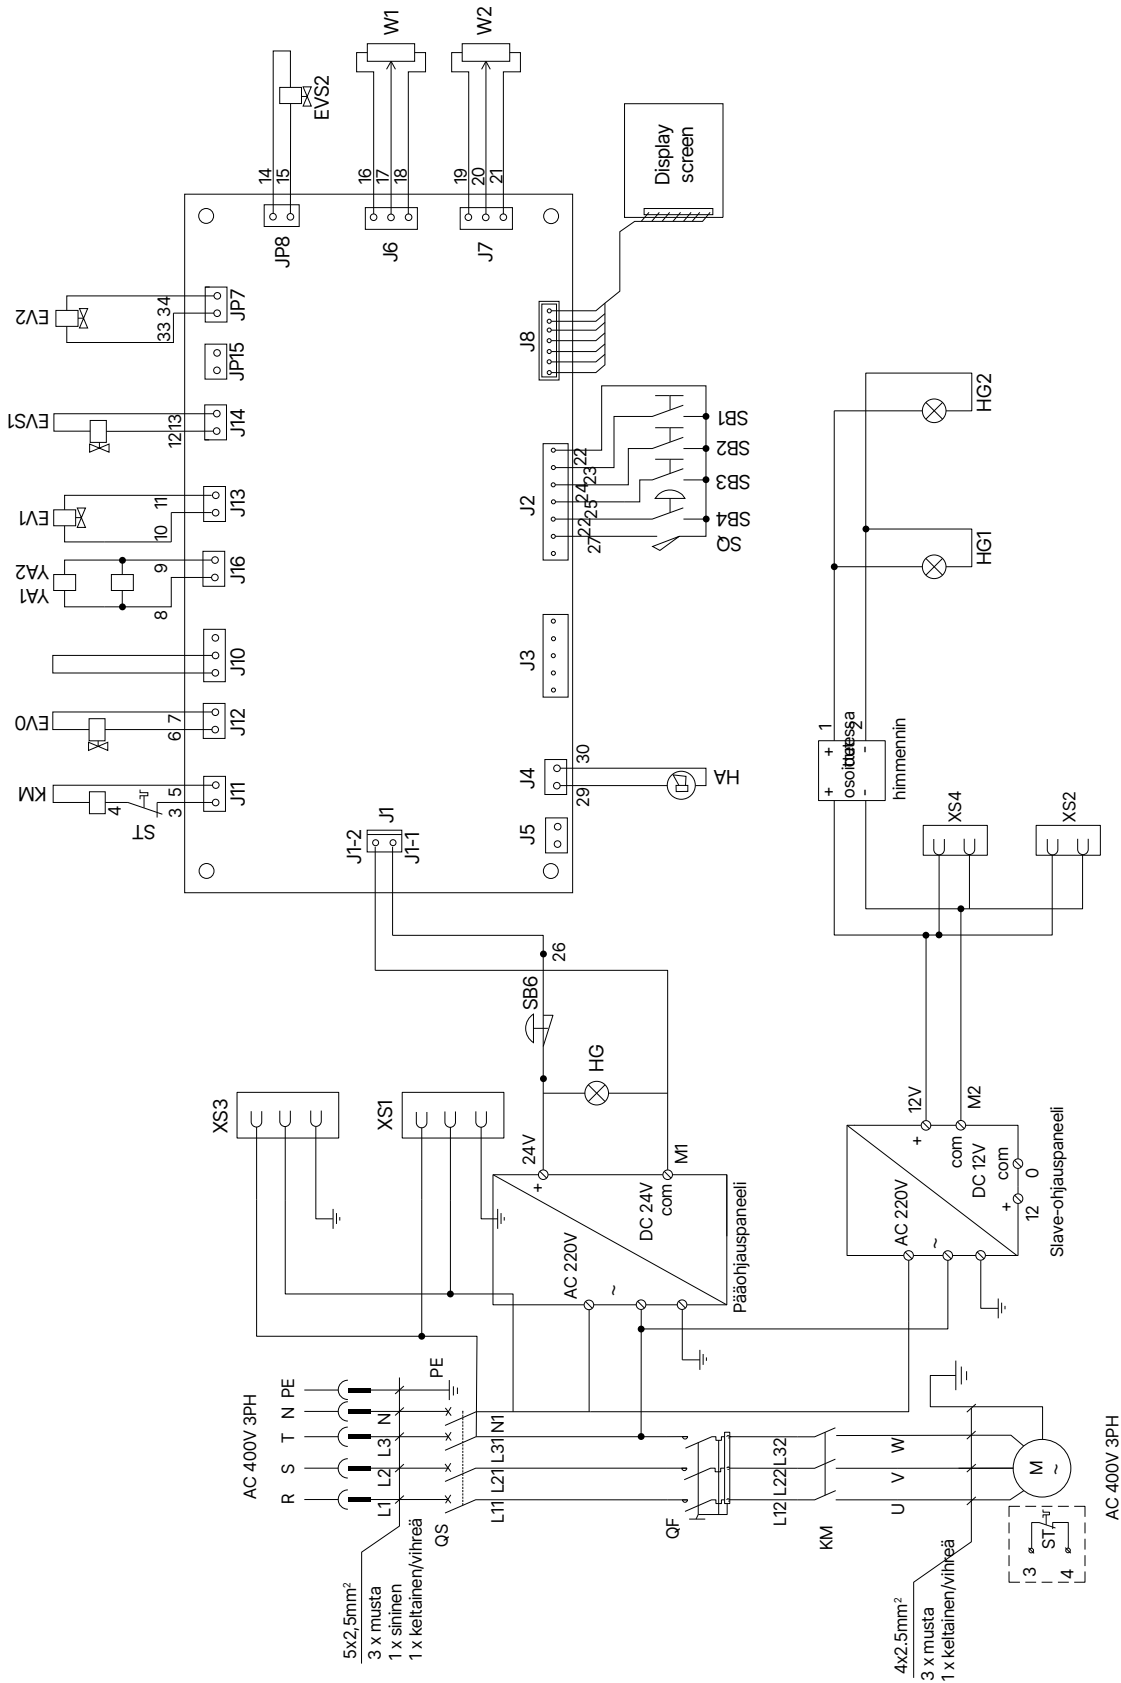 W1
W2
EVS2
14
15
16
17
18
19
20
21
JP8
J6
J7
Display
screen
EV2
33 34
JP7
JP15
EVS1
12 13
J14
EV1
10
11
J13
YA2
YA1
8
9
J16
J10
EV0
6 7
J12
KM
4
ST
3 5
J11
J8
J2
22
23
24
25
22
27
SB1
SB2
SB3
SB4
SQ
J3
J4
30
29
HA
J5
J1
J1-2
J1-1
26
SB6
HG
24V
M1
+
com
DC 24V
AC 220V
~
Pääohjauspaneeli
XS3
XS1
HG2
HG1
1
2
+ +
- -
himmennin
XS4
XS2
12V
M2
+
com
DC 12V
AC 220V
~
com
+
0
12
Slave-ohjauspaneeli
AC 400V 3PH
R S T N PE
L1 L2 L3 N
PE
QS
L11 L21 L31 N1
QF
L12 L22 L32
KM
U V W
M
~
ST
3
4
AC 400V 3PH
5x2,5mm²
3 x musta
1 x sininen
1 x keltainen/vihreä
4x2.5mm²
3 x musta
1 x keltainen/vihreä